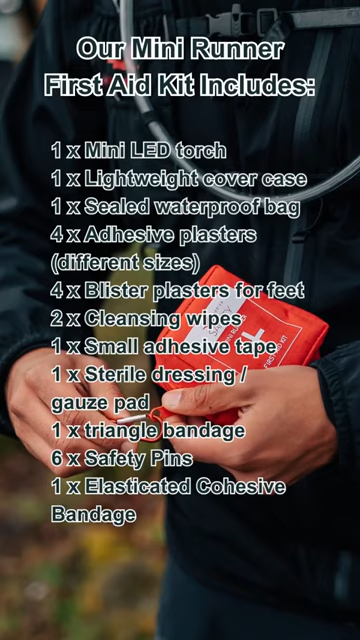 Our Mini Runner
First Aid Kit Includes:
1 x Mini LED torch
1 x Lightweight cover case
1 x Sealed waterproof bag
4 x Adhesive plasters
(different sizes)
4 x Blister plasters for feet
2 x Cleansing wipes
1 x Small adhesive tape
1 x Sterile dressing /
gauze pad
1 x triangle bandage
6 x Safety Pins
1 x Elasticated Cohesive
Bandage